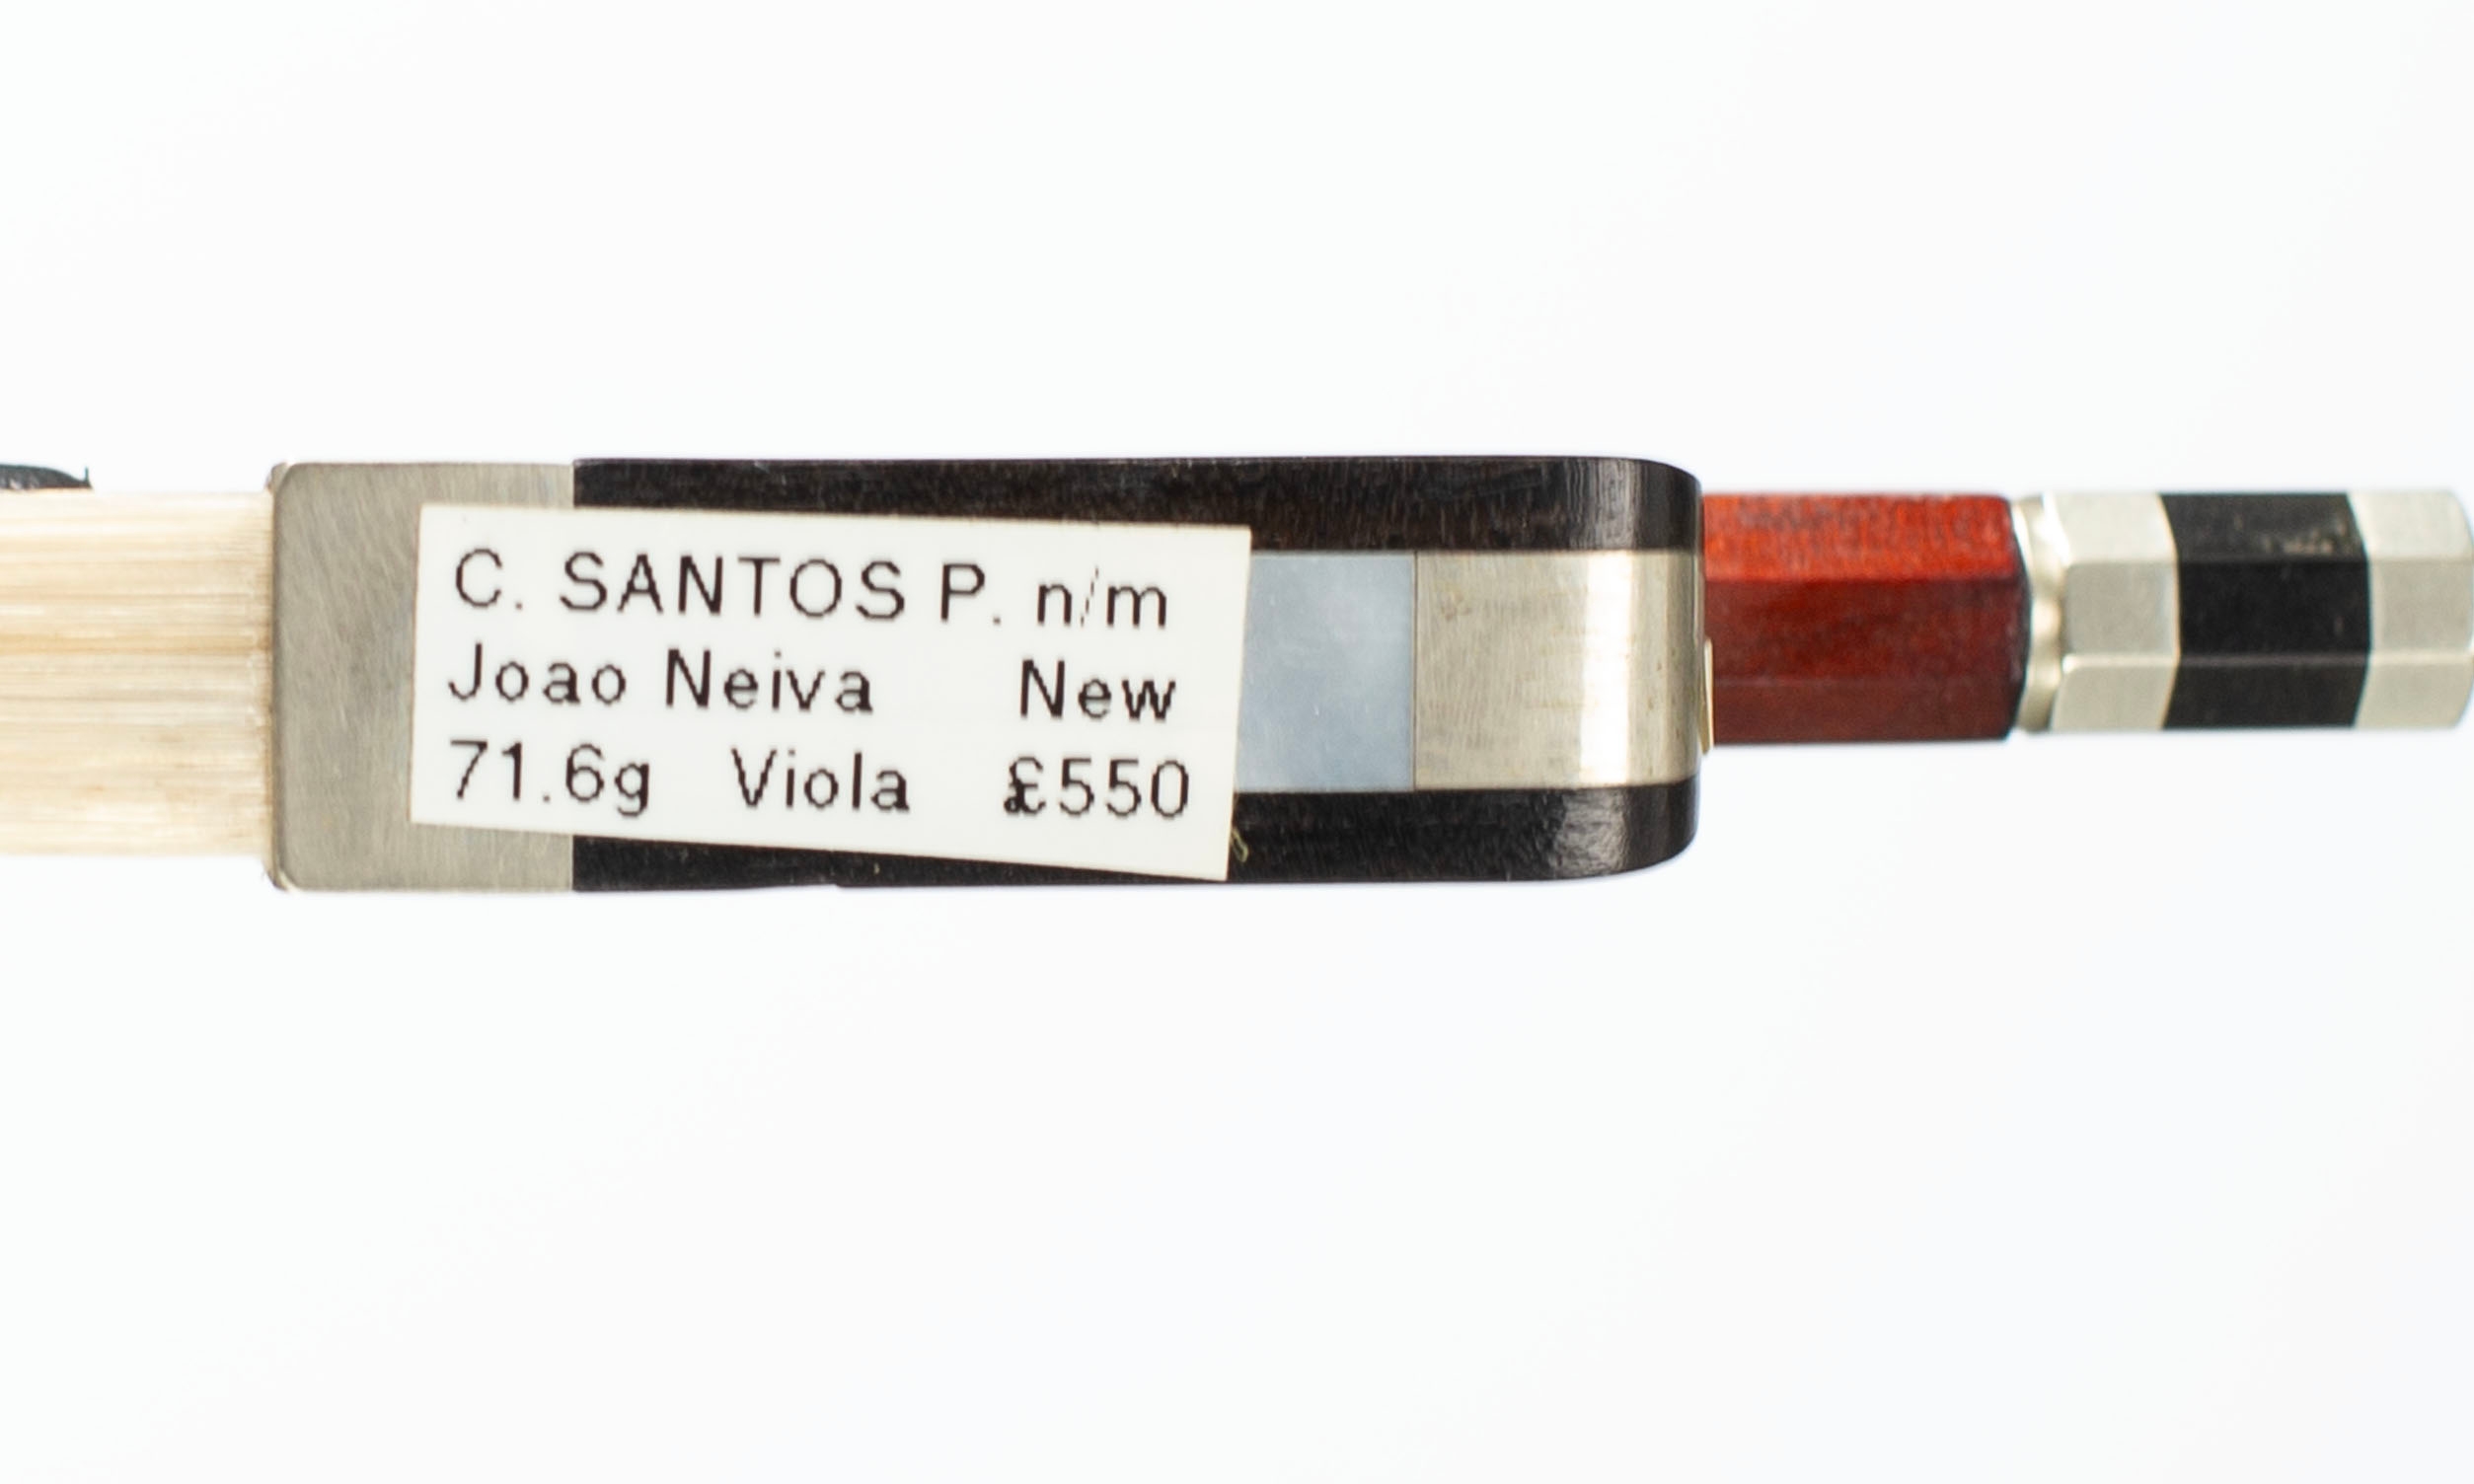 C. SANTOS P. n/m
Joao Neiva New
71.6g Viola £550